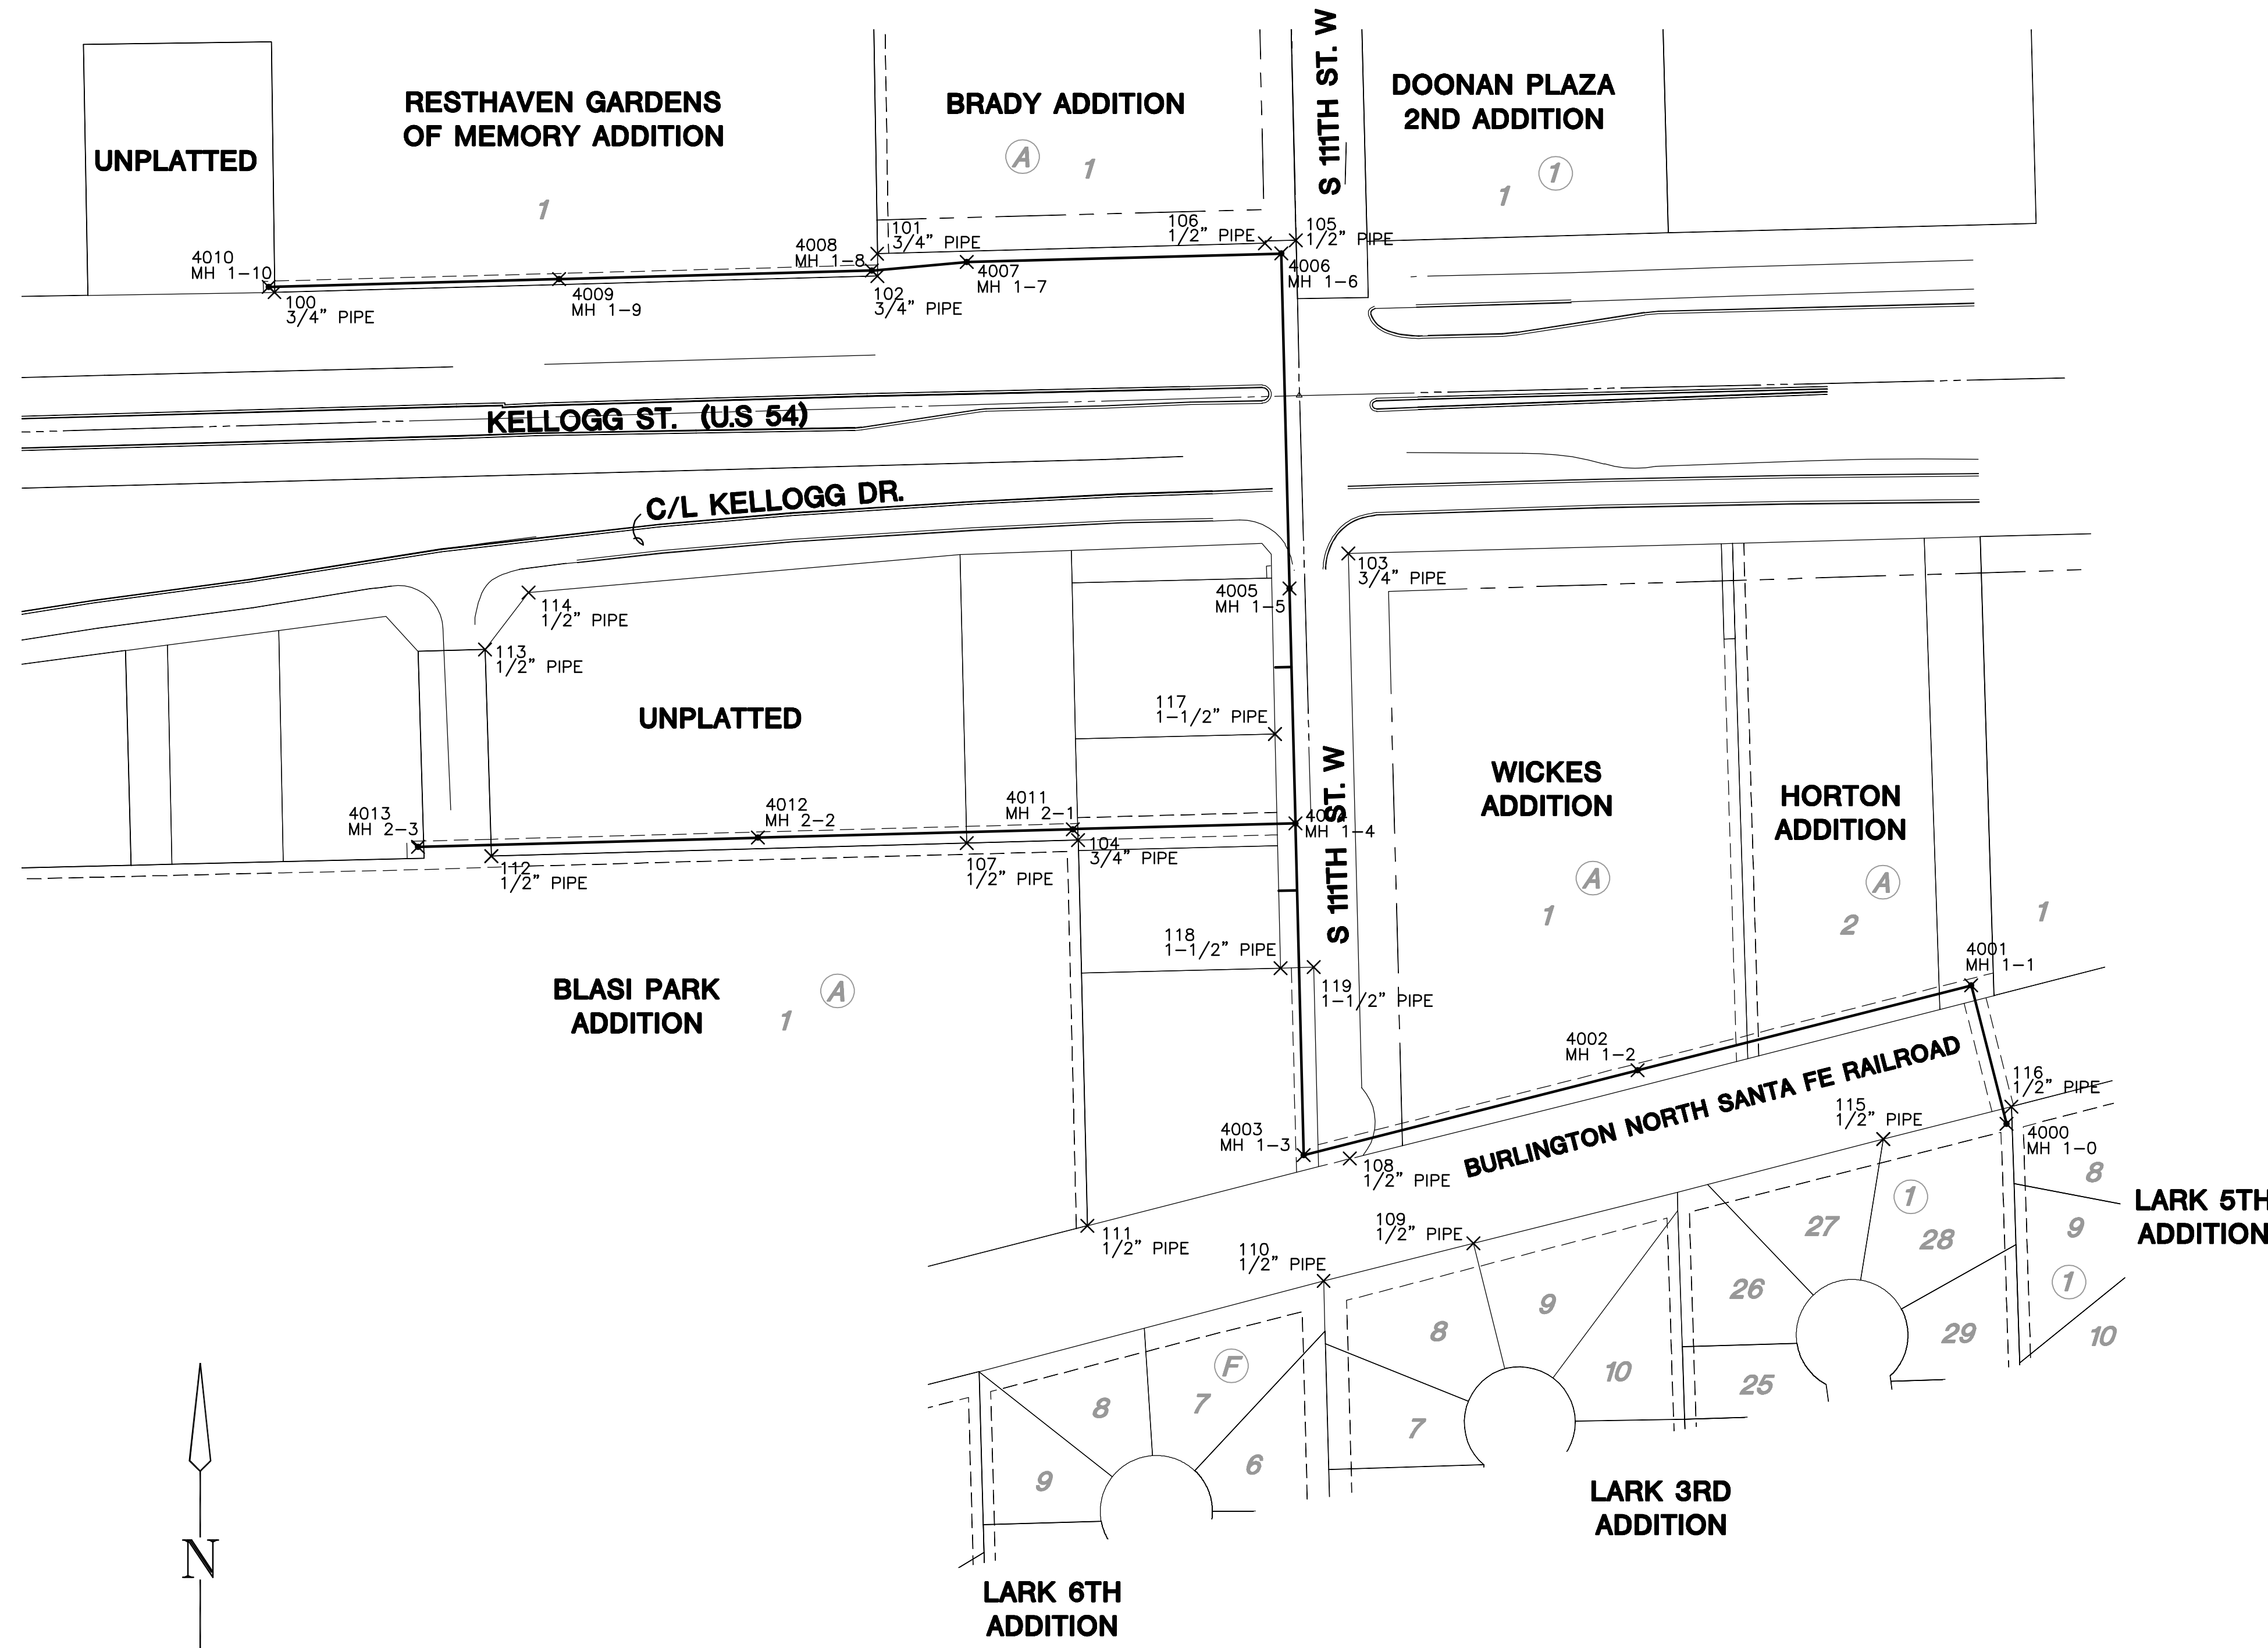 S 111TH ST. W
RESTHAVEN GARDENS
OF MEMORY ADDITION
1
UNPLATTED
BRADY ADDITION
A
1
DOONAN PLAZA
2ND ADDITION
1
1
4010
MH 1-10
100
3/4" PIPE
4009
MH 1-9
4008
MH 1-8
101
3/4" PIPE
102
3/4" PIPE
4007
MH 1-7
106
1/2" PIPE
105
1/2" PIPE
4006
MH 1-6
KELLOGG ST. (U.S 54)
C/L KELLOGG DR.
103
3/4" PIPE
4005
MH 1-5
114
1/2" PIPE
113
1/2" PIPE
UNPLATTED
117
1-1/2" PIPE
S 111TH ST. W
WICKES
ADDITION
A
1
HORTON
ADDITION
A
2
1
4013
MH 2-3
4012
MH 2-2
4011
MH 2-1
4004
MH 1-4
112
1/2" PIPE
107
1/2" PIPE
104
3/4" PIPE
118
1-1/2" PIPE
119
1-1/2" PIPE
BLASI PARK
ADDITION
A
1
4001
MH 1-1
4002
MH 1-2
BURLINGTON NORTH SANTA FE RAILROAD
4003
MH 1-3
108
1/2" PIPE
115
1/2" PIPE
116
1/2" PIPE
4000
MH 1-0
111
1/2" PIPE
110
1/2" PIPE
109
1/2" PIPE
8
9
1
10
LARK 5TH
ADDITION
27
1
28
26
29
25
9
8
10
7
F
7
8
6
9
LARK 3RD
ADDITION
LARK 6TH
ADDITION
N